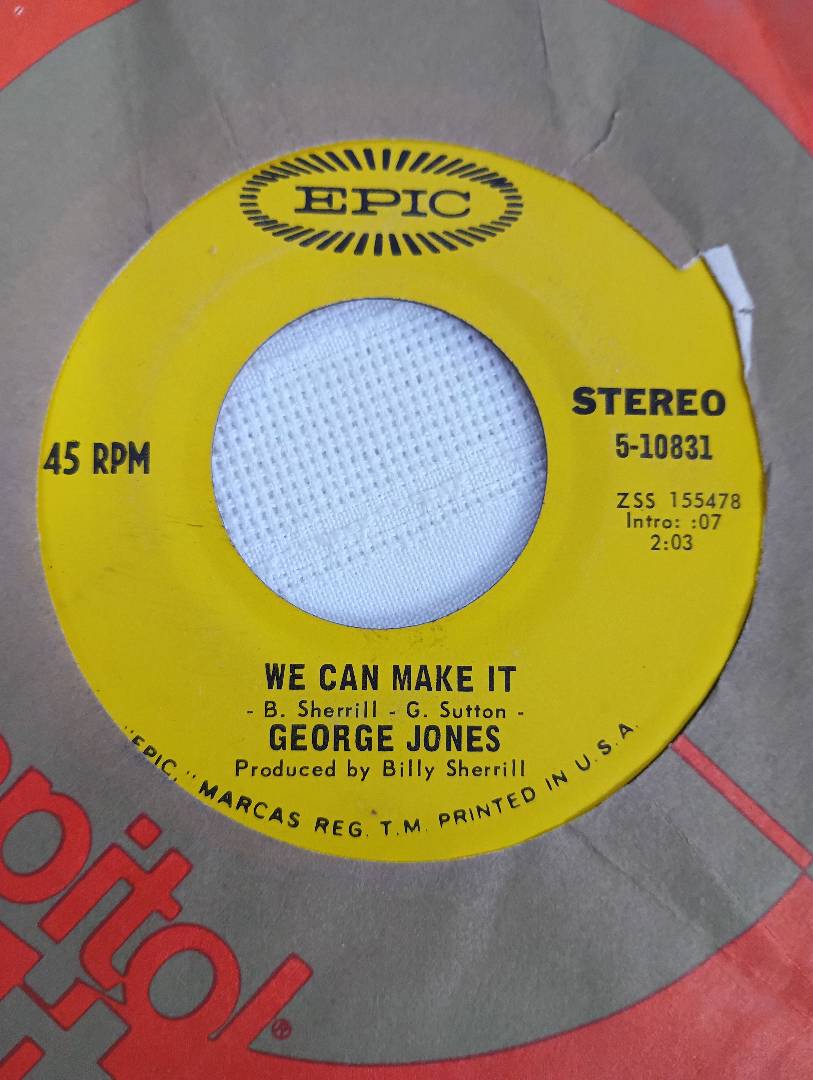 EPIC
STEREO
5-10831
45 RPM
ZSS 155478
Intro: :07
2:03
WE CAN MAKE IT
- B. Sherrill - G. Sutton -
GEORGE JONES
Produced by Billy Sherrill
"EPIC," MARCAS REG. T.M. PRINTED IN U.S.A.
pitol®